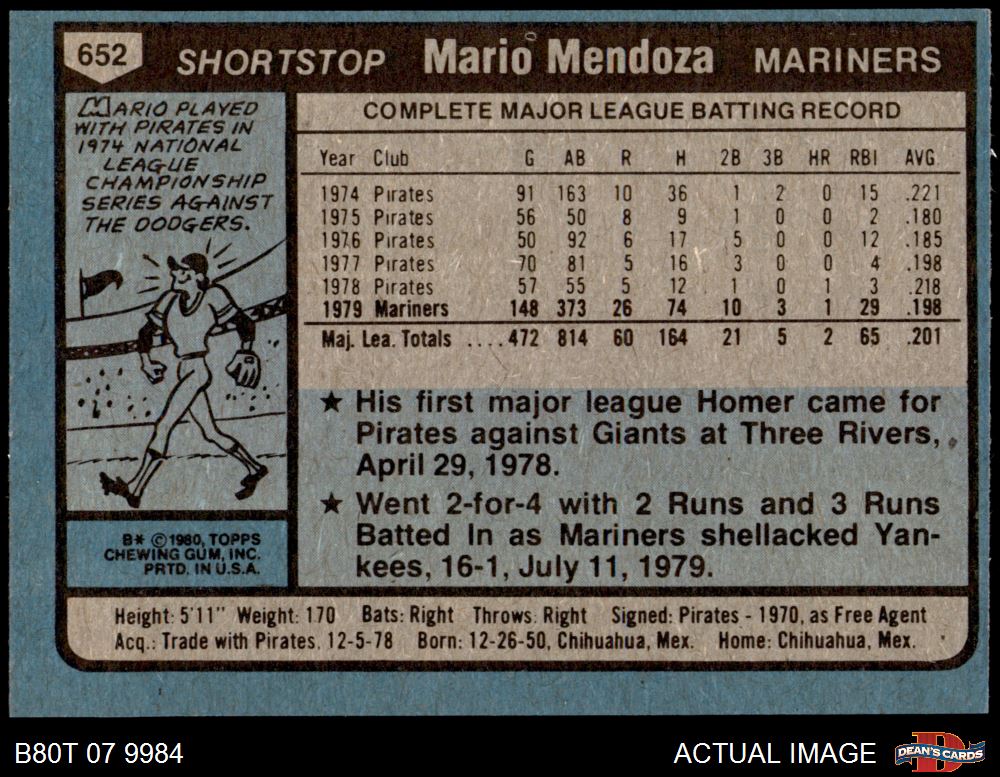 652
SHORTSTOP Mario Mendoza MARINERS
MARIO PLAYED
WITH PIRATES IN
1974 NATIONAL
LEAGUE
CHAMPIONSHIP
SERIES AGAINST
THE DODGERS.
COMPLETE MAJOR LEAGUE BATTING RECORD
Year Club G AB R H 2B 3B HR RBI AVG.
1974 Pirates 91 163 10 36 1 2 0 15 .221
1975 Pirates 56 50 8 9 1 0 0 2 .180
1976 Pirates 50 92 6 17 5 0 0 12 .185
1977 Pirates 70 81 5 16 3 0 0 4 .198
1978 Pirates 57 55 5 12 1 0 1 3 .218
1979 Mariners 148 373 26 74 10 3 1 29 .198
Maj. Lea. Totals ....472 814 60 164 21 5 2 65 .201
★ His first major league Homer came for
Pirates against Giants at Three Rivers,
April 29, 1978.
★ Went 2-for-4 with 2 Runs and 3 Runs
Batted In as Mariners shellacked Yan-
kees, 16-1, July 11, 1979.
B* ©1980, TOPPS
CHEWING GUM, INC.
PRTD. IN U.S.A.
Height: 5'11" Weight: 170 Bats: Right Throws: Right Signed: Pirates - 1970, as Free Agent
Acq.: Trade with Pirates, 12-5-78 Born: 12-26-50, Chihuahua, Mex. Home: Chihuahua, Mex.
B80T 07 9984
ACTUAL IMAGE
DEAN'S CARDS